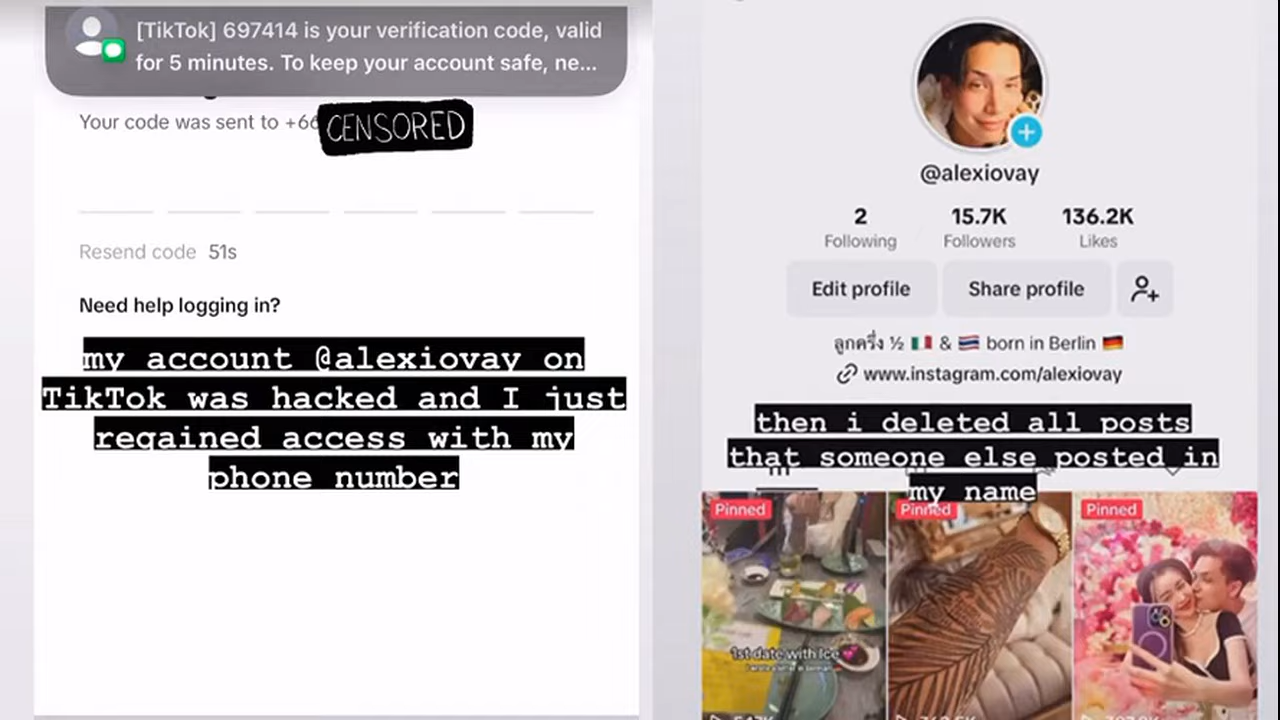 [TikTok] 697414 is your verification code, valid
for 5 minutes. To keep your account safe, ne...
Your code was sent to +66
CENSORED
Resend code 51s
Need help logging in?
my account @alexiovay on
TikTok was hacked and I just
regained access with my
phone number
@alexiovay
2 15.7K 136.2K
Following Followers Likes
Edit profile Share profile
ลูกครึ่ง ½ 🇮🇹 & 🇹🇭 born in Berlin 🇩🇪
www.instagram.com/alexiovay
then i deleted all posts
that someone else posted in
my name
Pinned Pinned Pinned
1st date with Ice 💕